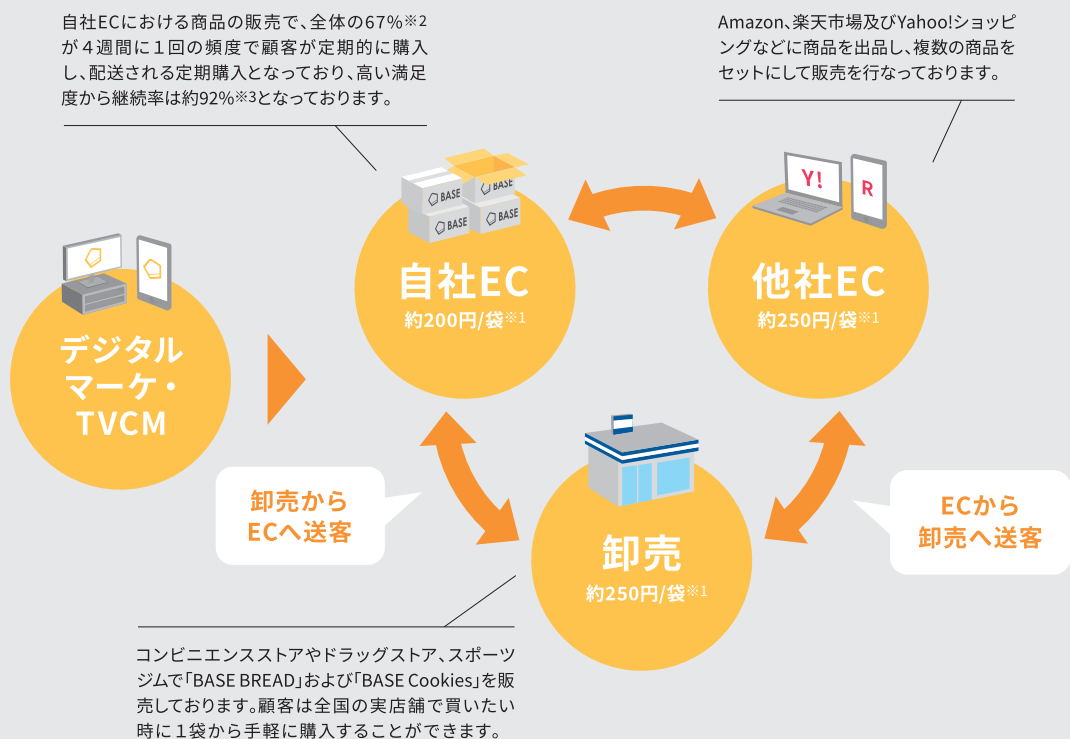 自社ECにおける商品の販売で、全体の67%※2
が４週間に１回の頻度で顧客が定期的に購入
し、配送される定期購入となっており、高い満足
度から継続率は約92%※3となっております。
Amazon、楽天市場及びYahoo!ショッピ
ングなどに商品を出品し、複数の商品を
セットにして販売を行なっております。
BASE
BASE
BASE
BASE
Y!
R
自社EC
約200円/袋※1
他社EC
約250円/袋※1
デジタル
マーケ・
TVCM
卸売から
ECへ送客
卸売
約250円/袋※1
ECから
卸売へ送客
コンビニエンスストアやドラッグストア、スポーツ
ジムで「BASE BREAD」および「BASE Cookies」を販
売しております。顧客は全国の実店舗で買いたい
時に１袋から手軽に購入することができます。